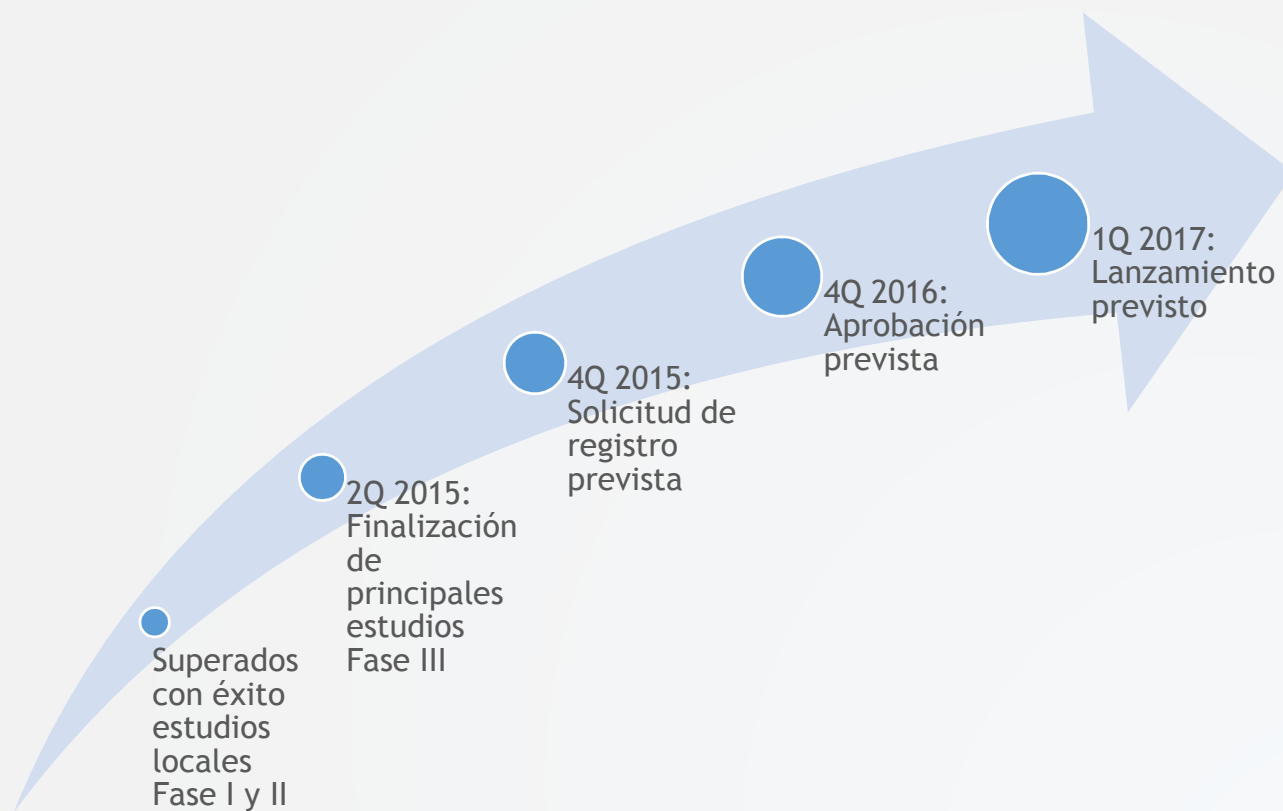 Superados
con éxito
estudios
locales
Fase I y II
2Q 2015:
Finalización
de
principales
estudios
Fase III
4Q 2015:
Solicitud de
registro
prevista
4Q 2016:
Aprobación
prevista
1Q 2017:
Lanzamiento
previsto